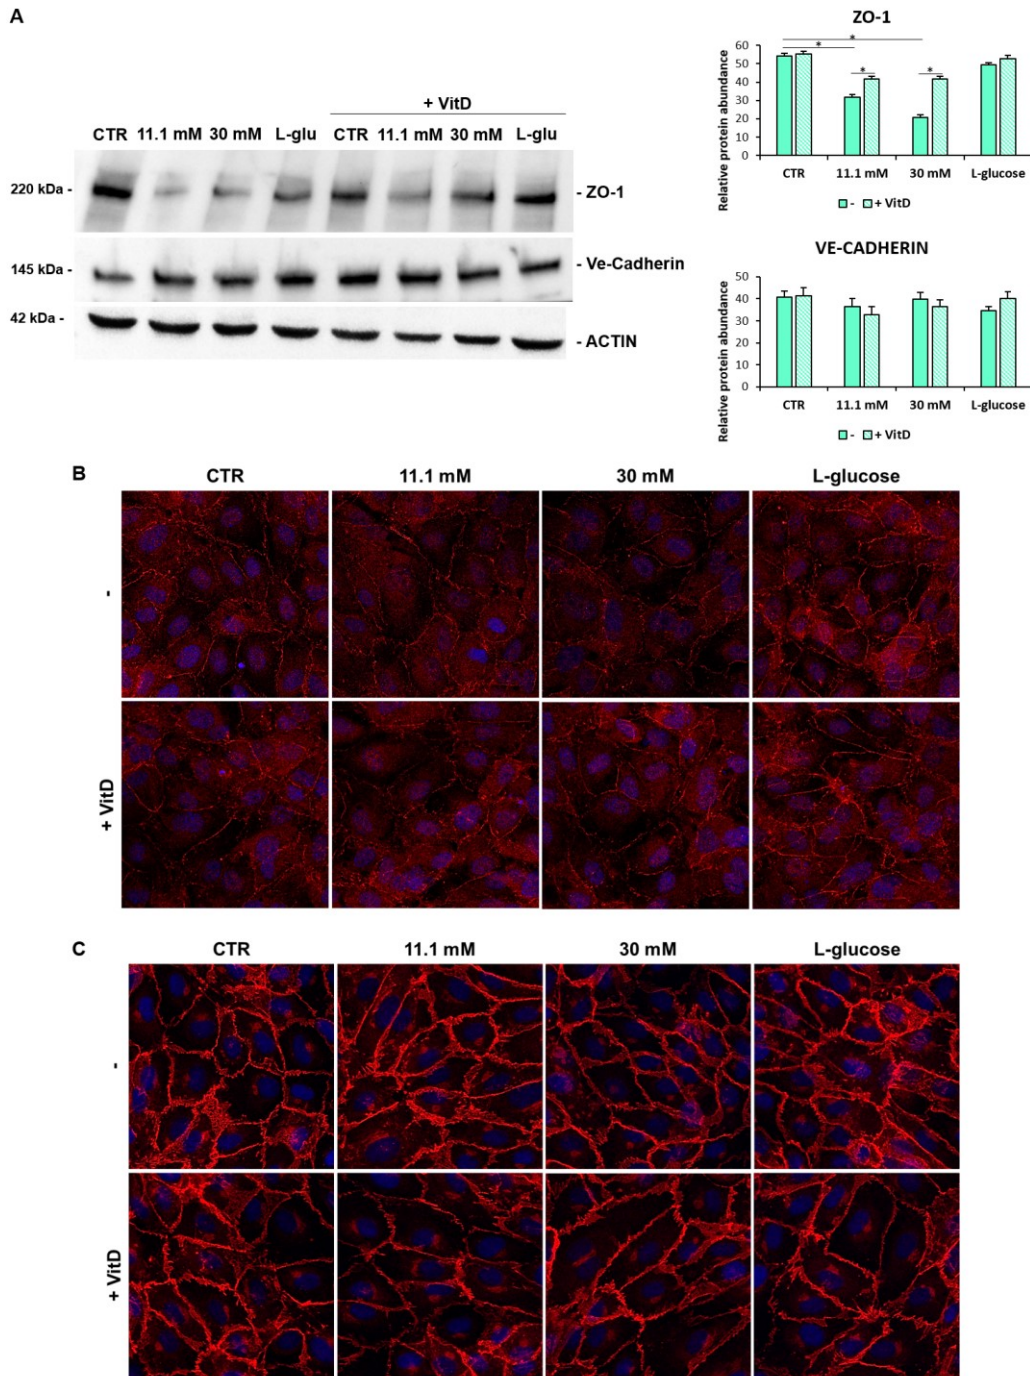 A
+ VitD
CTR 11.1 mM 30 mM L-glu CTR 11.1 mM 30 mM L-glu
220 kDa -
- ZO-1
145 kDa -
- Ve-Cadherin
42 kDa -
- ACTIN
ZO-1
Relative protein abundance
60
50
40
30
20
10
0
*
*
*
*
CTR 11.1 mM 30 mM L-glucose
- + VitD
VE-CADHERIN
Relative protein abundance
50
40
30
20
10
0
CTR 11.1 mM 30 mM L-glucose
- + VitD
B
CTR 11.1 mM 30 mM L-glucose
-
+ VitD
C
CTR 11.1 mM 30 mM L-glucose
-
+ VitD